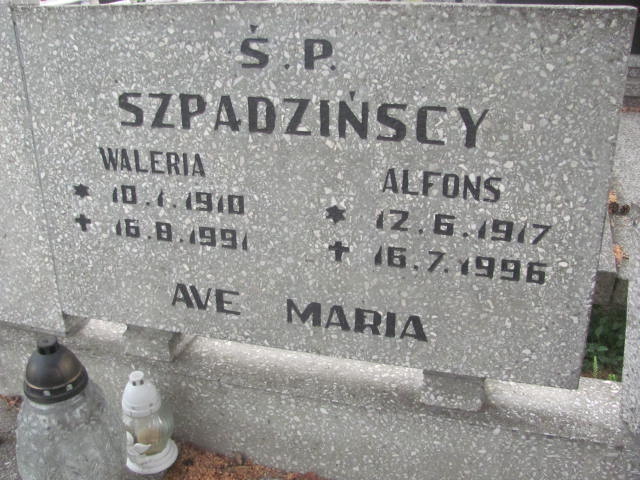 Ś.P.
SZPADZIŃSCY
WALERIA
* 10.1.1910
+ 16.8.1991
ALFONS
* 12.6.1917
+ 16.7.1996
AVE MARIA